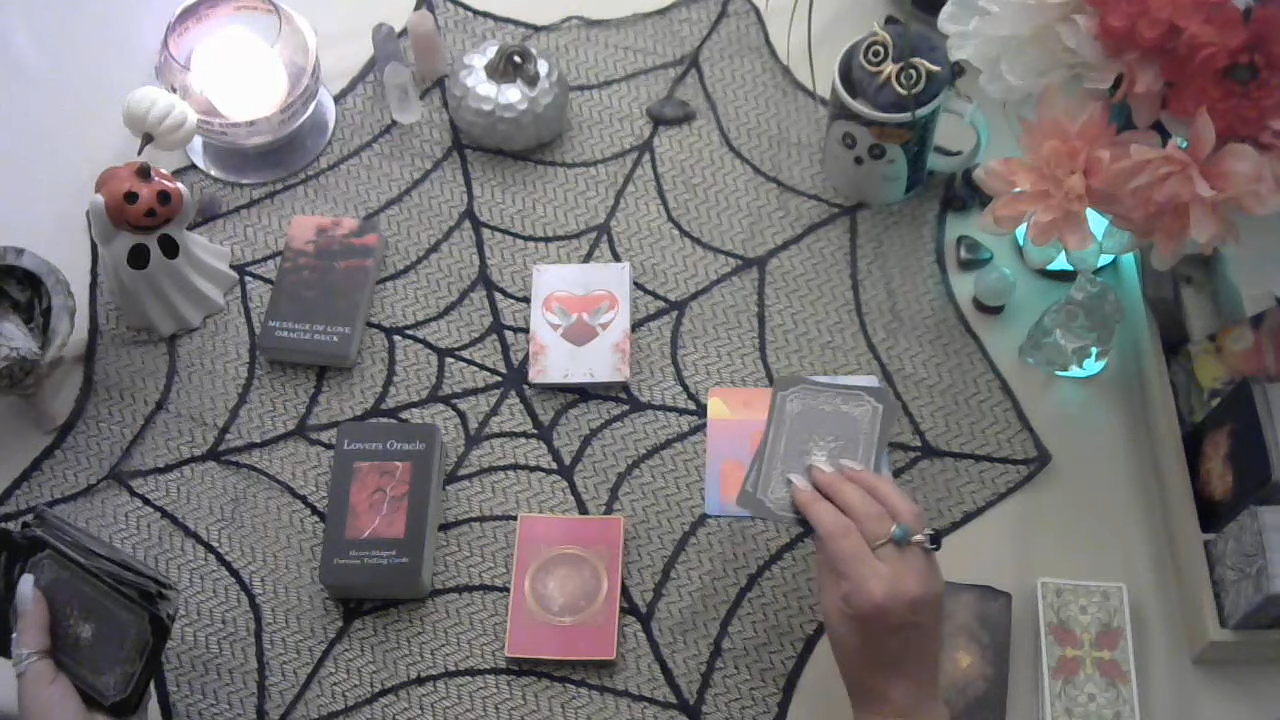 MESSAGE OF LOVE
ORACLE DECK
Lovers Oracle
Heart-Shaped
Fortune Telling Cards